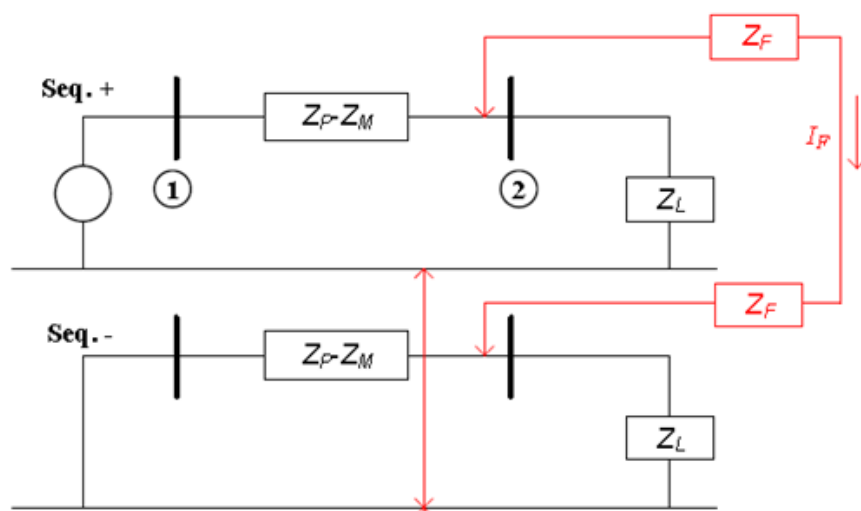 Z_F
Seq.+
Z_P-Z_M
I_F
1
2
Z_L
Z_F
Seq.-
Z_P-Z_M
Z_L